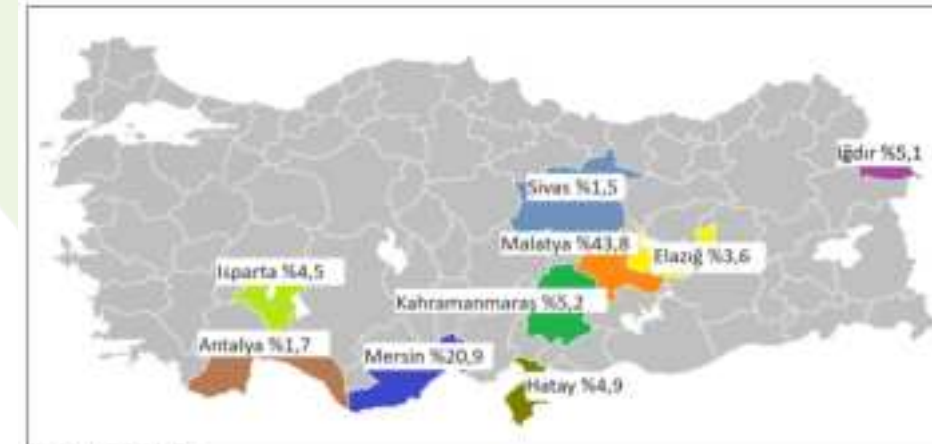 Iğdır %5,1
Sivas %1,5
Malatya %43,8
Elazığ %3,6
Isparta %4,5
Kahramanmaraş %5,2
Antalya %1,7
Mersin %20,9
Hatay %4,9